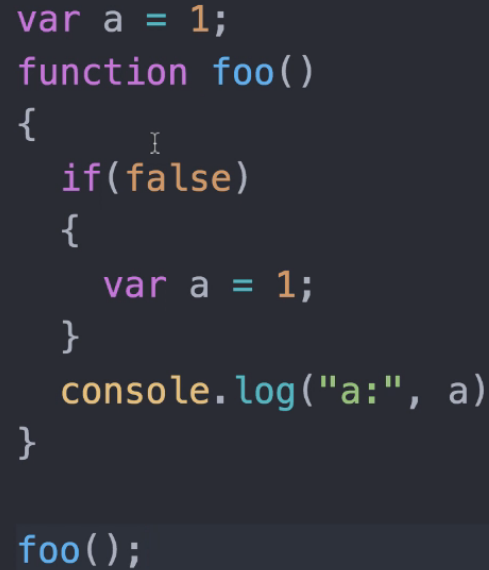 var a = 1;
function foo()
{
  if(false)
  {
    var a = 1;
  }
  console.log("a:", a)
}
foo();